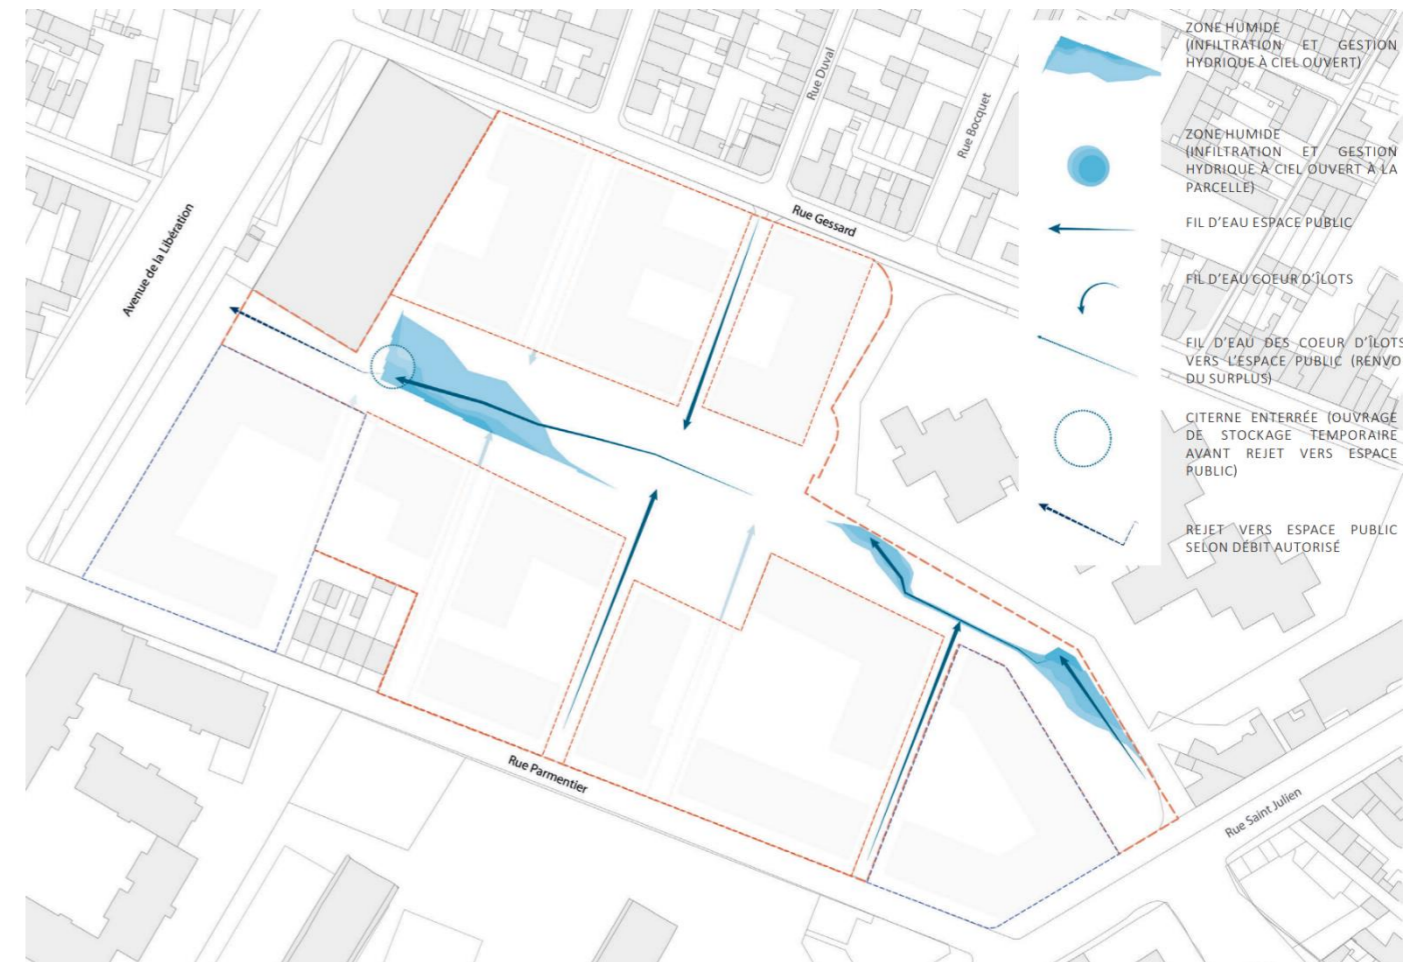 Rue Duval
Rue Bocquet
Rue Gessard
Avenue de la Libération
Rue Parmentier
Rue Saint Julien
ZONE HUMIDE
(INFILTRATION ET GESTION
HYDRIQUE À CIEL OUVERT)
ZONE HUMIDE
(INFILTRATION ET GESTION
HYDRIQUE À CIEL OUVERT À LA
PARCELLE)
FIL D'EAU ESPACE PUBLIC
FIL D'EAU COEUR D'ÎLOTS
FIL D'EAU DES COEUR D'ÎLOTS
VERS L'ESPACE PUBLIC (RENVO
DU SURPLUS)
CITERNE ENTERRÉE (OUVRAGE
DE STOCKAGE TEMPORAIRE
AVANT REJET VERS ESPACE
PUBLIC)
REJET VERS ESPACE PUBLIC
SELON DÉBIT AUTORISÉ